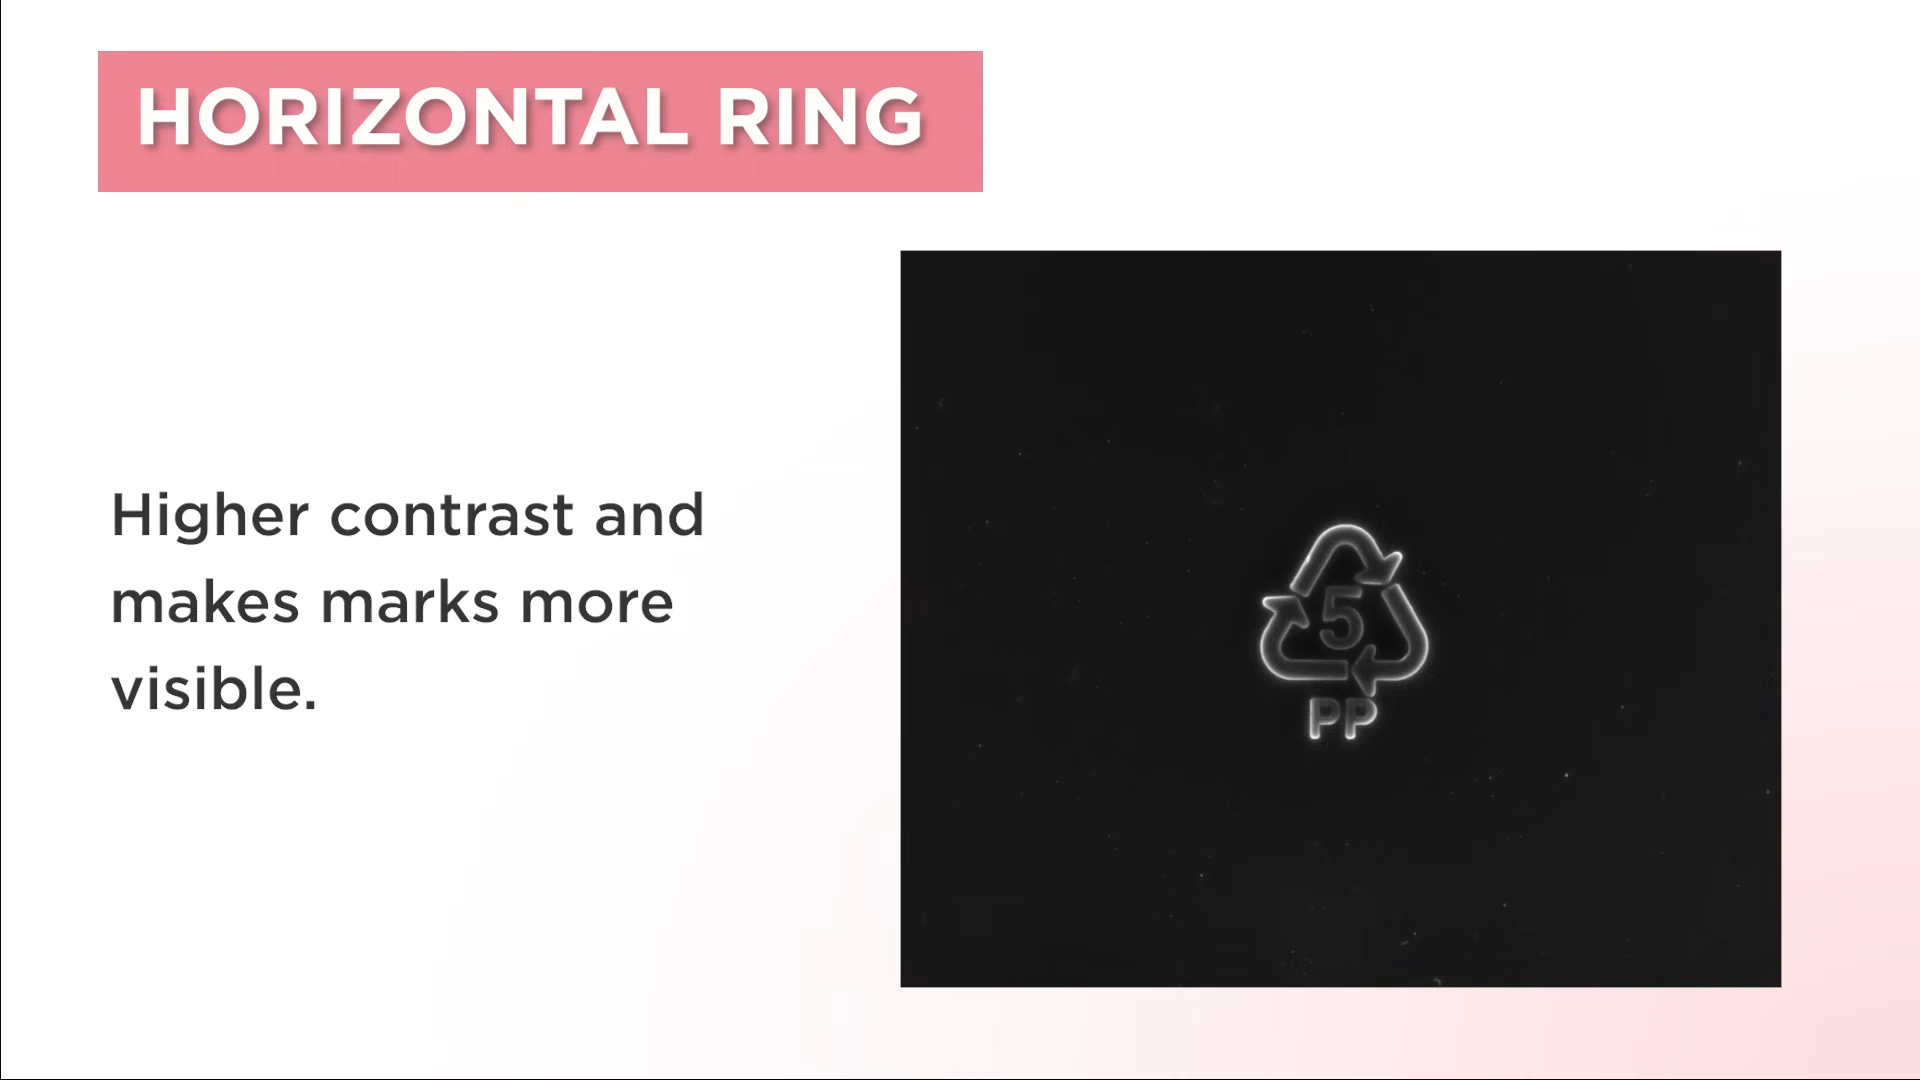 HORIZONTAL RING
Higher contrast and
makes marks more
visible.
5
PP